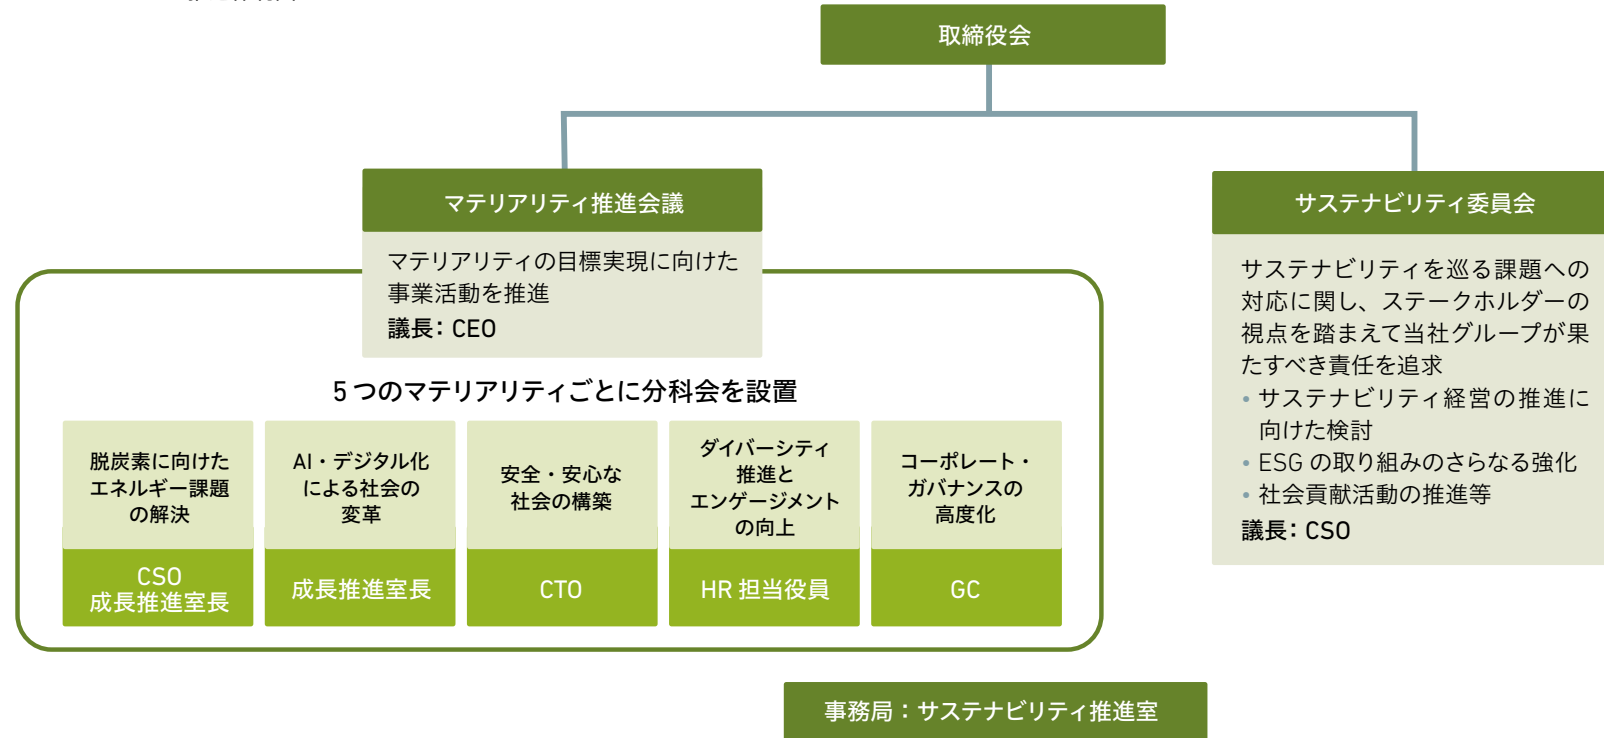 取締役会
マテリアリティ推進会議
マテリアリティの目標実現に向けた
事業活動を推進
議長：CEO
5つのマテリアリティごとに分科会を設置
脱炭素に向けた
エネルギー課題
の解決
CSO
成長推進室長
AI・デジタル化
による社会の
変革
成長推進室長
安全・安心な
社会の構築
CTO
ダイバーシティ
推進と
エンゲージメント
の向上
HR 担当役員
コーポレート・
ガバナンスの
高度化
GC
サステナビリティ委員会
サステナビリティを巡る課題への
対応に関し、ステークホルダーの
視点を踏まえて当社グループが果
たすべき責任を追求
• サステナビリティ経営の推進に
向けた検討
• ESG の取り組みのさらなる強化
• 社会貢献活動の推進等
議長：CSO
事務局：サステナビリティ推進室